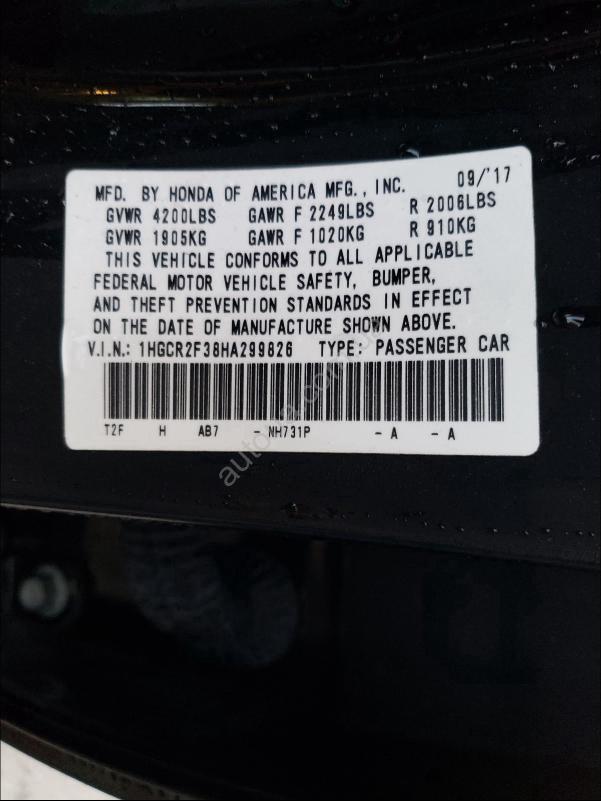 MFD. BY HONDA OF AMERICA MFG., INC. 09/'17
GVWR 4200LBS GAWR F 2249LBS R 2006LBS
GVWR 1905KG GAWR F 1020KG R 910KG
THIS VEHICLE CONFORMS TO ALL APPLICABLE
FEDERAL MOTOR VEHICLE SAFETY, BUMPER,
AND THEFT PREVENTION STANDARDS IN EFFECT
ON THE DATE OF MANUFACTURE SHOWN ABOVE.
V.I.N.: 1HGCR2F38HA299826 TYPE: PASSENGER CAR
T2F H AB7 - NH731P - A - A